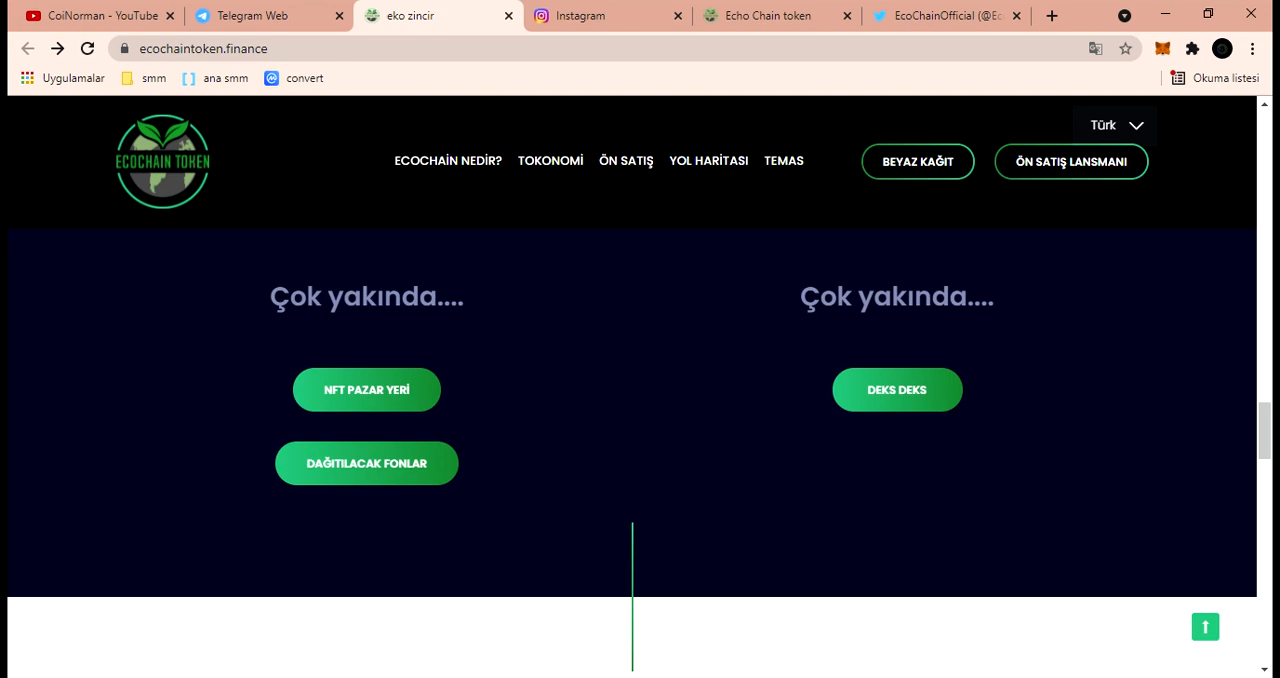 CoiNorman - YouTube
Telegram Web
eko zincir
Instagram
Echo Chain token
EcoChainOfficial (@Ec
ecochaintoken.finance
Uygulamalar
smm
ana smm
convert
Okuma listesi
Türk
ECOCHAIN TOKEN
ECOCHAİN NEDİR?
TOKONOMİ
ÖN SATIŞ
YOL HARİTASI
TEMAS
BEYAZ KAĞIT
ÖN SATIŞ LANSMANI
Çok yakında....
Çok yakında....
NFT PAZAR YERİ
DEKS DEKS
DAĞITILACAK FONLAR